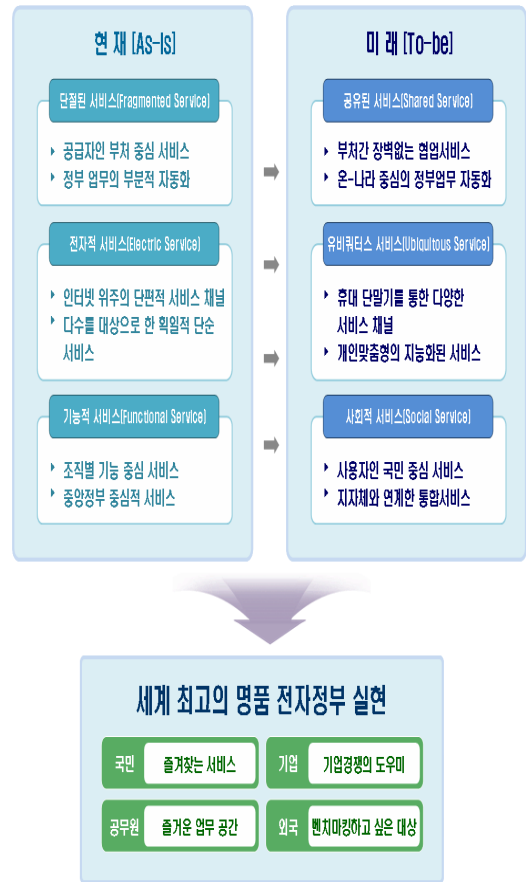 현 재 [As-Is]
단절된 서비스(Fragmented Service)
공급자인 부처 중심 서비스
정부 업무의 부분적 자동화
전자적 서비스(Electric Service)
인터넷 위주의 단편적 서비스 채널
다수를 대상으로 한 획일적 단순
서비스
기능적 서비스(Functional Service)
조직별 기능 중심 서비스
중앙정부 중심적 서비스
미 래 [To-be]
공유된 서비스(Shared Service)
부처간 장벽없는 협업서비스
온-나라 중심의 정부업무 자동화
유비쿼터스 서비스(Ubiquitous Service)
휴대 단말기를 통한 다양한
서비스 채널
개인맞춤형의 지능화된 서비스
사회적 서비스(Social Service)
사용자인 국민 중심 서비스
지자체와 연계한 통합서비스
세계 최고의 명품 전자정부 실현
국민 즐겨찾는 서비스
기업 기업경쟁의 도우미
공무원 즐거운 업무 공간
외국 벤치마킹하고 싶은 대상